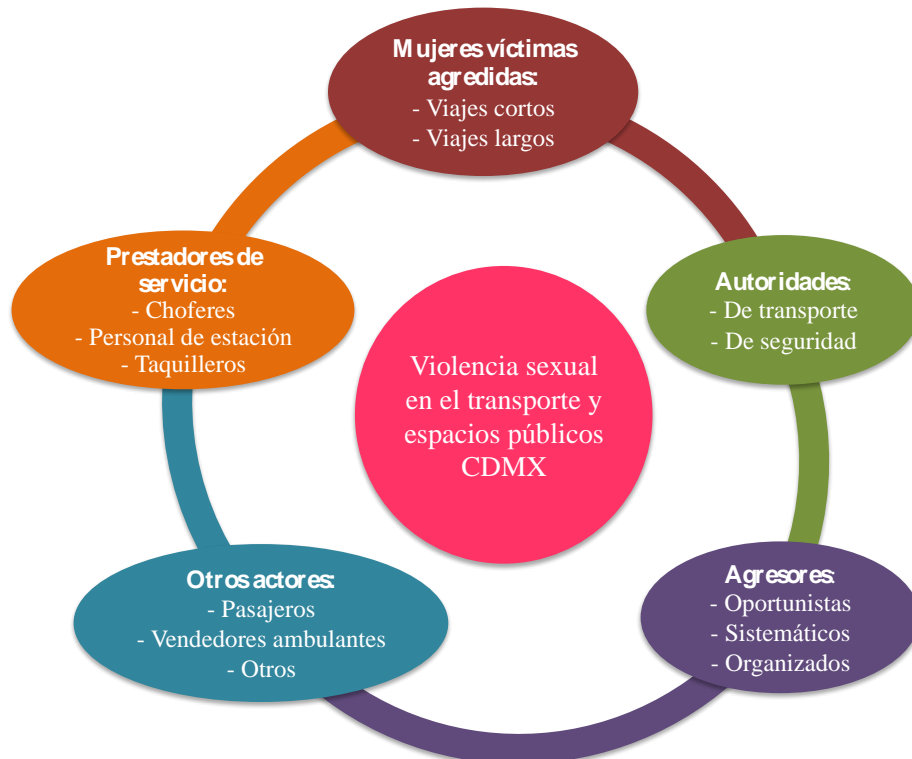 Mujeres víctimas
agredidas:
- Viajes cortos
- Viajes largos
Prestadores de
servicio:
- Choferes
- Personal de estación
- Taquilleros
Autoridades:
- De transporte
- De seguridad
Violencia sexual
en el transporte y
espacios públicos
CDMX
Otros actores:
- Pasajeros
- Vendedores ambulantes
- Otros
Agresores:
- Oportunistas
- Sistemáticos
- Organizados